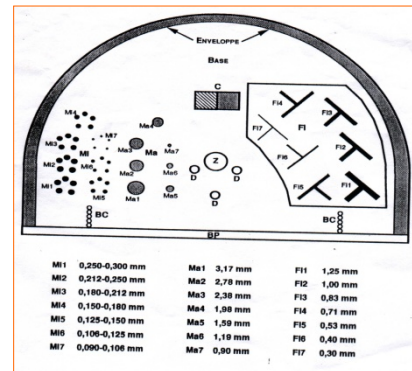 ENVELOPPE
BASE
C
MI4
Ma4
FI4
FI3
MI7
FI7
FI
MI3
MI
Ma3
Ma
Ma7
FI2
MI6
FI6
MI2
Ma2
Ma6
Z
D
D
MI1
MI5
Ma1
Ma5
D
FI5
FI1
BC
BC
BP
MI1 0,250-0,300 mm Ma1 3,17 mm FI1 1,25 mm
MI2 0,212-0,250 mm Ma2 2,78 mm FI2 1,00 mm
MI3 0,180-0,212 mm Ma3 2,38 mm FI3 0,83 mm
MI4 0,150-0,180 mm Ma4 1,98 mm FI4 0,71 mm
MI5 0,125-0,150 mm Ma5 1,59 mm FI5 0,53 mm
MI6 0,106-0,125 mm Ma6 1,19 mm FI6 0,40 mm
MI7 0,090-0,106 mm Ma7 0,90 mm FI7 0,30 mm